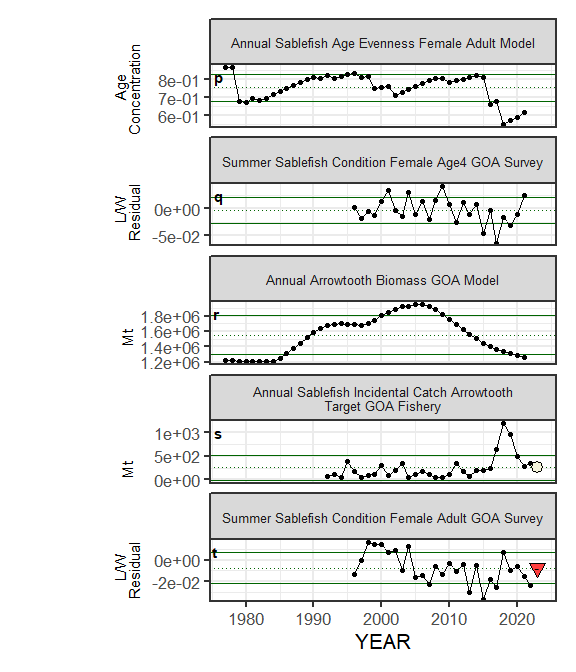 Annual Sablefish Age Evenness Female Adult Model
Age
Concentration
p
8e-01
7e-01
6e-01
Summer Sablefish Condition Female Age4 GOA Survey
L/W
Residual
q
0e+00
-5e-02
Annual Arrowtooth Biomass GOA Model
Mt
r
1.8e+06
1.6e+06
1.4e+06
1.2e+06
Annual Sablefish Incidental Catch Arrowtooth
Target GOA Fishery
Mt
s
1e+03
5e+02
0e+00
Summer Sablefish Condition Female Adult GOA Survey
L/W
Residual
t
0e+00
-2e-02
1980 1990 2000 2010 2020
YEAR